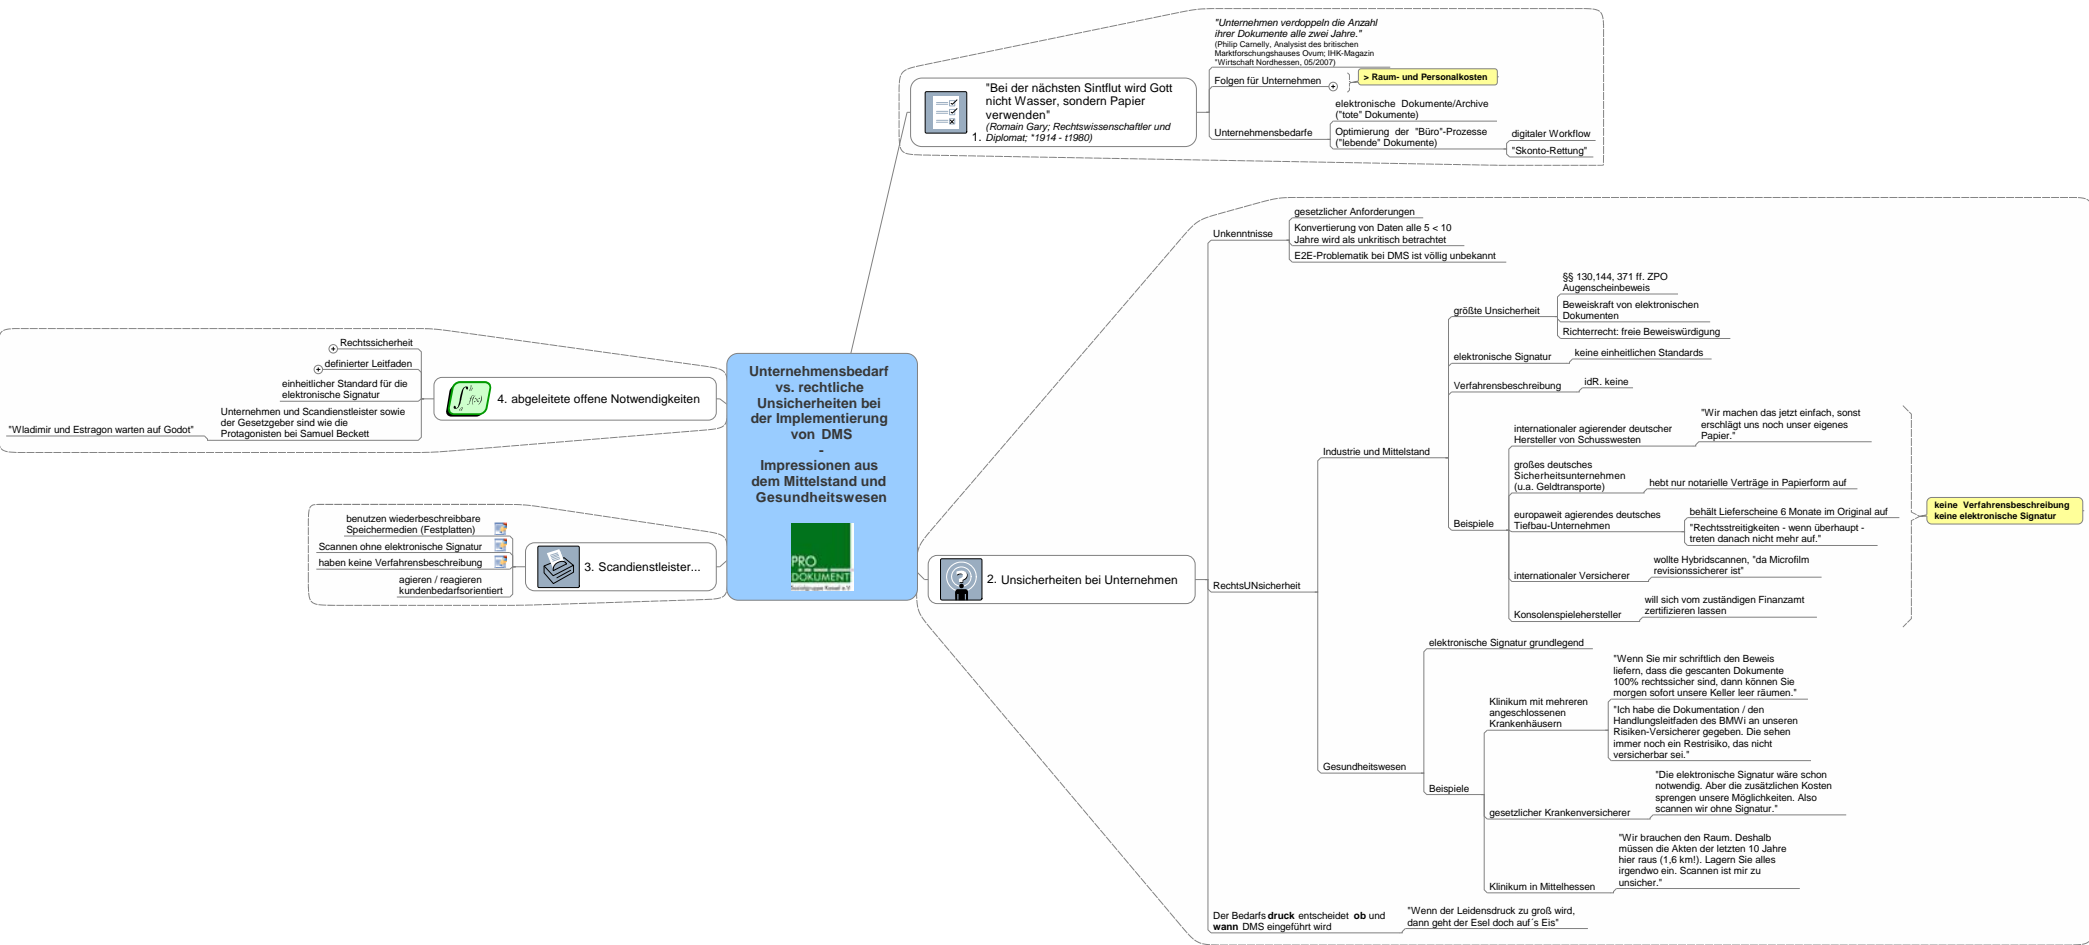 Unternehmensbedarf
vs. rechtliche
Unsicherheiten bei
der Implementierung
von DMS
-
Impressionen aus
dem Mittelstand und
Gesundheitswesen
PRO
DOKUMENT
Sozietgruppe Kassel e.V
1.
"Bei der nächsten Sintflut wird Gott
nicht Wasser, sondern Papier
verwenden"
(Romain Gary; Rechtswissenschaftler und
Diplomat; *1914 - t1980)
"Unternehmen verdoppeln die Anzahl
ihrer Dokumente alle zwei Jahre."
(Philip Carnelly, Analysist des britischen
Marktforschungshauses Ovum; IHK-Magazin
"Wirtschaft Nordhessen, 05/2007)
Folgen für Unternehmen
> Raum- und Personalkosten
Unternehmensbedarfe
elektronische Dokumente/Archive
("tote" Dokumente)
Optimierung der "Büro"-Prozesse
("lebende" Dokumente)
digitaler Workflow
"Skonto-Rettung"
2. Unsicherheiten bei Unternehmen
Unkenntnisse
gesetzlicher Anforderungen
Konvertierung von Daten alle 5 < 10
Jahre wird als unkritisch betrachtet
E2E-Problematik bei DMS ist völlig unbekannt
RechtsUNsicherheit
Industrie und Mittelstand
größte Unsicherheit
§§ 130,144, 371 ff. ZPO
Augenscheinbeweis
Beweiskraft von elektronischen
Dokumenten
Richterrecht: freie Beweiswürdigung
elektronische Signatur
keine einheitlichen Standards
Verfahrensbeschreibung
idR. keine
Beispiele
internationaler agierender deutscher
Hersteller von Schusswesten
"Wir machen das jetzt einfach, sonst
erschlägt uns noch unser eigenes
Papier."
großes deutsches
Sicherheitsunternehmen
(u.a. Geldtransporte)
hebt nur notarielle Verträge in Papierform auf
europaweit agierendes deutsches
Tiefbau-Unternehmen
behält Lieferscheine 6 Monate im Original auf
"Rechtsstreitigkeiten - wenn überhaupt -
treten danach nicht mehr auf."
internationaler Versicherer
wollte Hybridscannen, "da Microfilm
revisionssicherer ist"
Konsolenspielehersteller
will sich vom zuständigen Finanzamt
zertifizieren lassen
keine Verfahrensbeschreibung
keine elektronische Signatur
Gesundheitswesen
elektronische Signatur grundlegend
Beispiele
Klinikum mit mehreren
angeschlossenen
Krankenhäusern
"Wenn Sie mir schriftlich den Beweis
liefern, dass die gescanten Dokumente
100% rechtssicher sind, dann können Sie
morgen sofort unsere Keller leer räumen."
"Ich habe die Dokumentation / den
Handlungsleitfaden des BMWi an unseren
Risiken-Versicherer gegeben. Die sehen
immer noch ein Restrisiko, das nicht
versicherbar sei."
gesetzlicher Krankenversicherer
"Die elektronische Signatur wäre schon
notwendig. Aber die zusätzlichen Kosten
sprengen unsere Möglichkeiten. Also
scannen wir ohne Signatur."
Klinikum in Mittelhessen
"Wir brauchen den Raum. Deshalb
müssen die Akten der letzten 10 Jahre
hier raus (1,6 km!). Lagern Sie alles
irgendwo ein. Scannen ist mir zu
unsicher."
Der Bedarfsdruck entscheidet ob und
wann DMS eingeführt wird
"Wenn der Leidensdruck zu groß wird,
dann geht der Esel doch auf´s Eis"
3. Scandienstleister...
benutzen wiederbeschreibbare
Speichermedien (Festplatten)
Scannen ohne elektronische Signatur
haben keine Verfahrensbeschreibung
agieren / reagieren
kundenbedarfsorientiert
4. abgeleitete offene Notwendigkeiten
Rechtssicherheit
definierter Leitfaden
einheitlicher Standard für die
elektronische Signatur
Unternehmen und Scandienstleister sowie
der Gesetzgeber sind wie die
Protagonisten bei Samuel Beckett
"Wladimir und Estragon warten auf Godot"